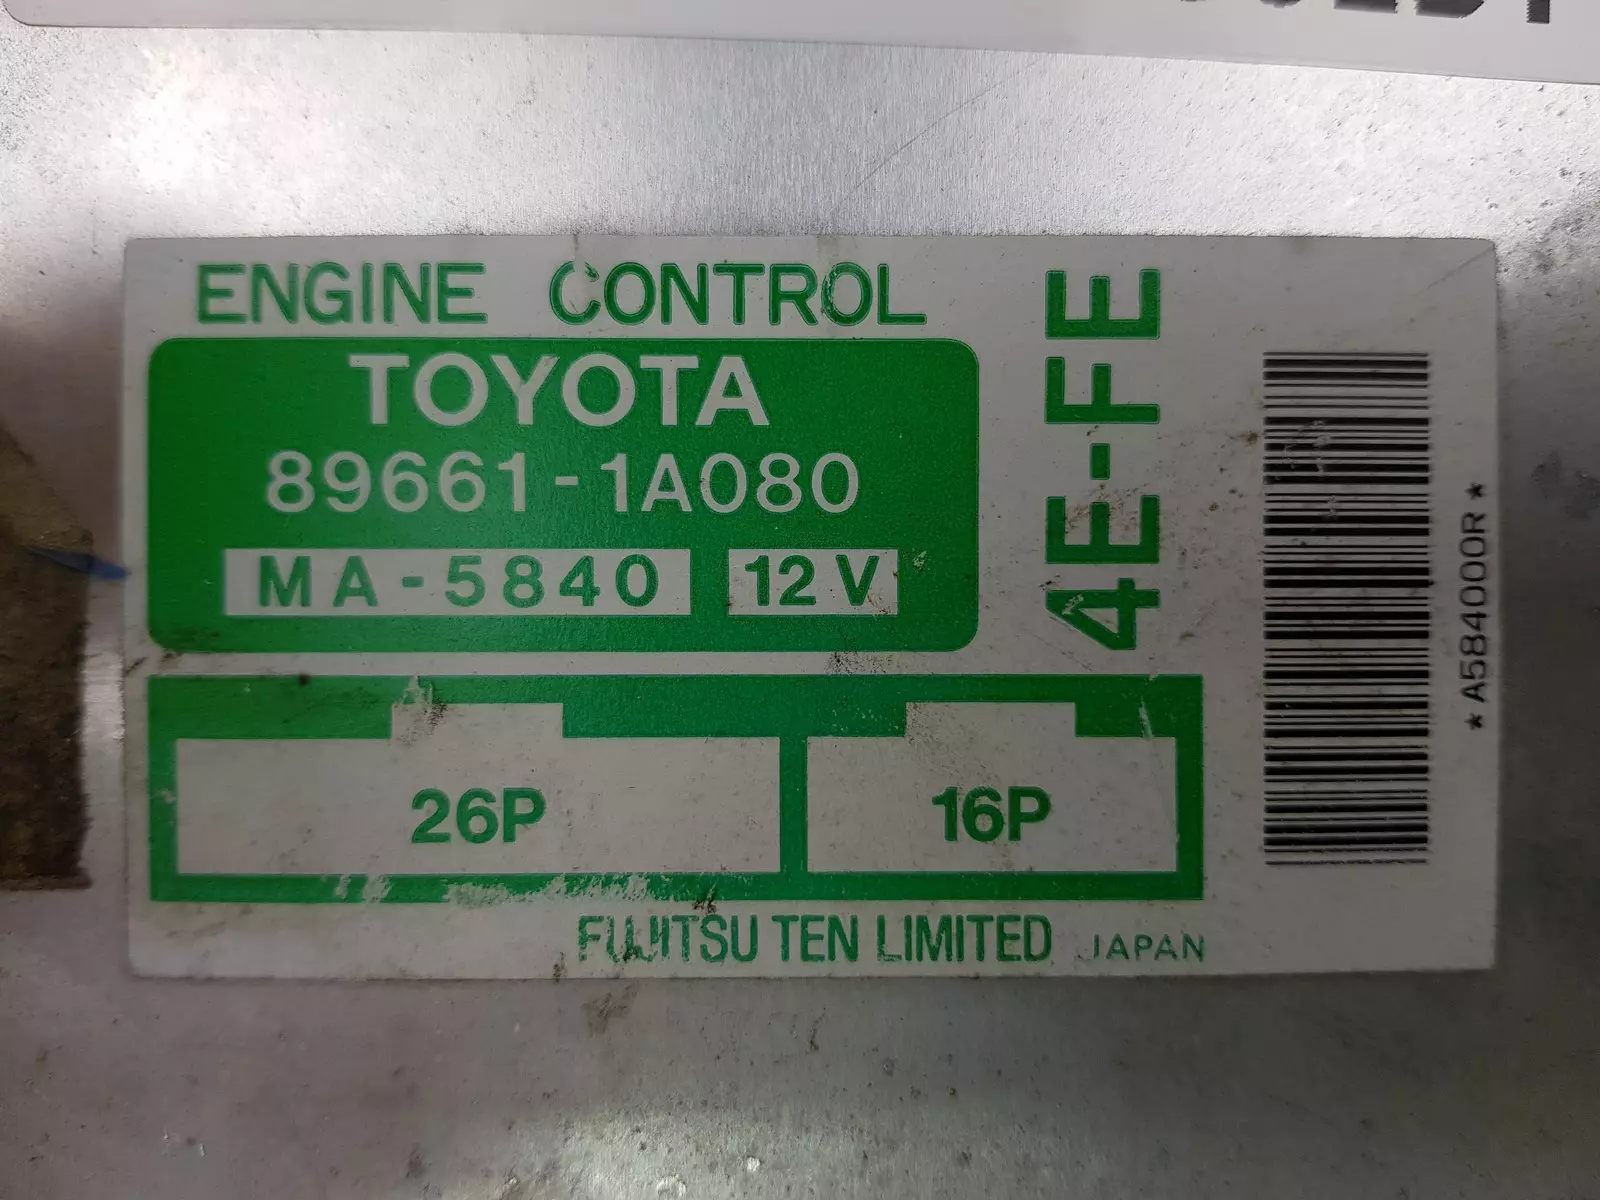 ENGINE CONTROL
TOYOTA
89661-1A080
MA-5840 12V
4E-FE
26P 16P
FUJITSU TEN LIMITED JAPAN
*A584000R*